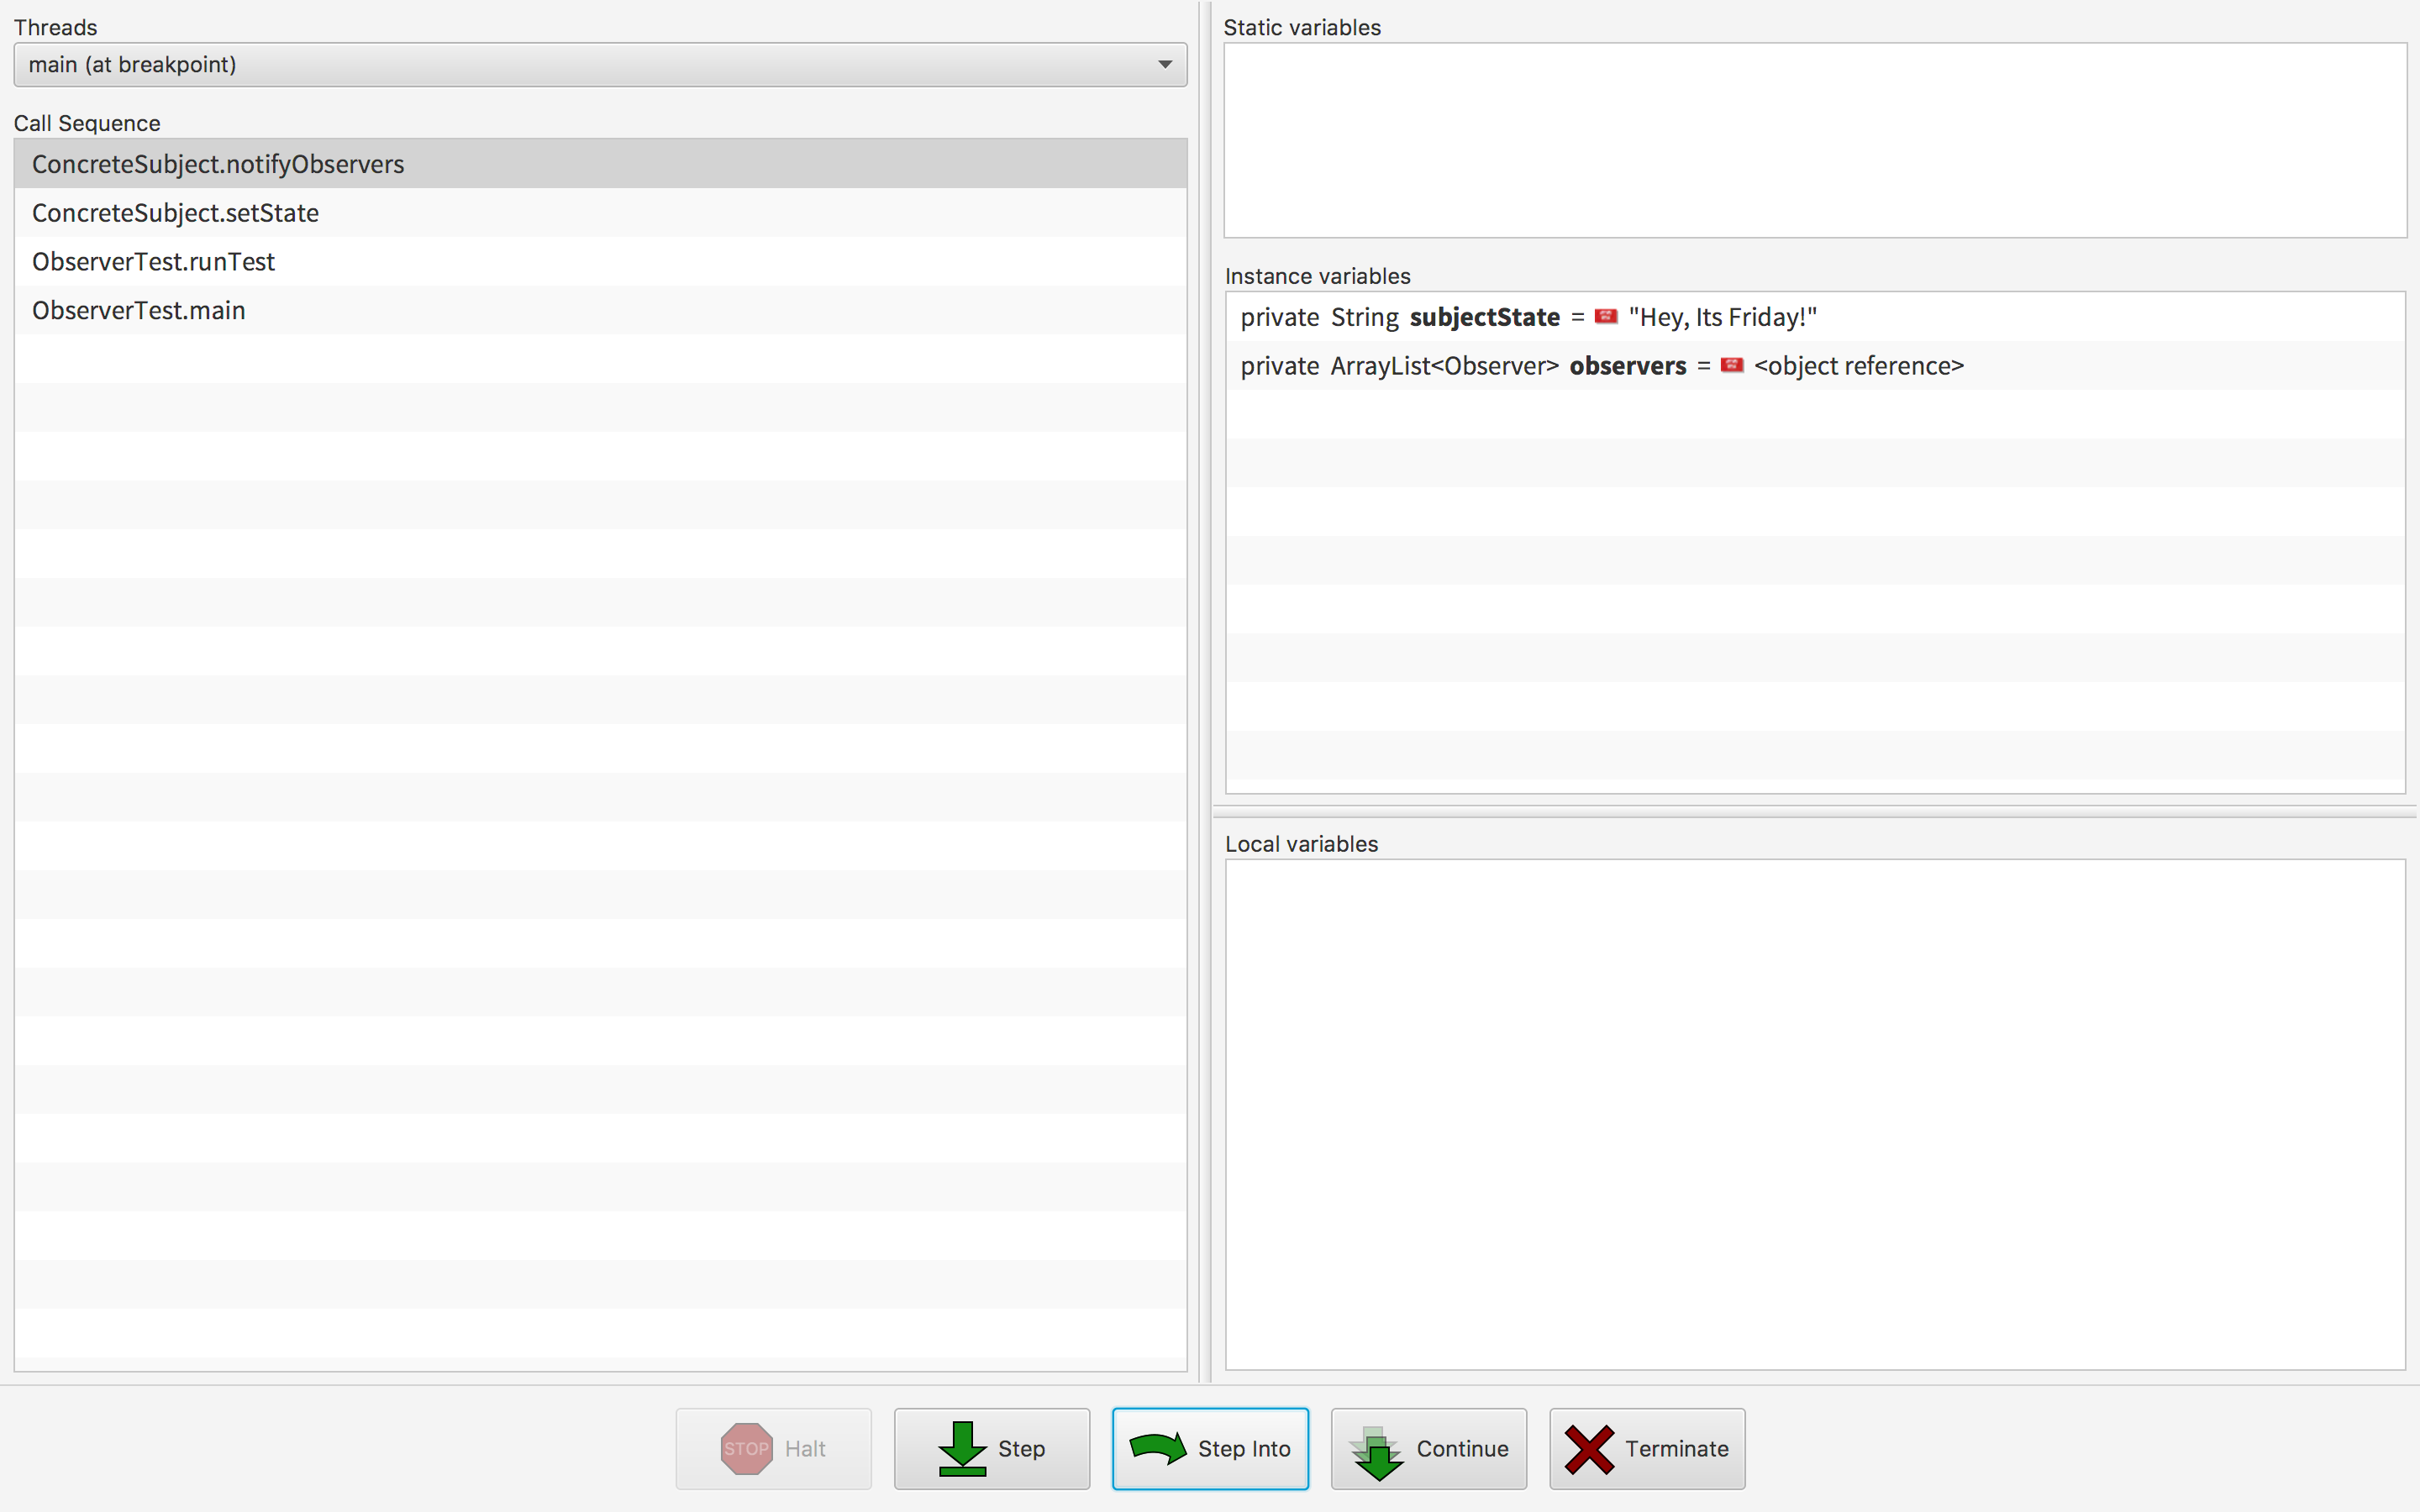 Threads
main (at breakpoint)
Call Sequence
ConcreteSubject.notifyObservers
ConcreteSubject.setState
ObserverTest.runTest
ObserverTest.main
Static variables
Instance variables
private String subjectState = "Hey, Its Friday!"
private ArrayList<Observer> observers = <object reference>
Local variables
STOP Halt
Step
Step Into
Continue
Terminate